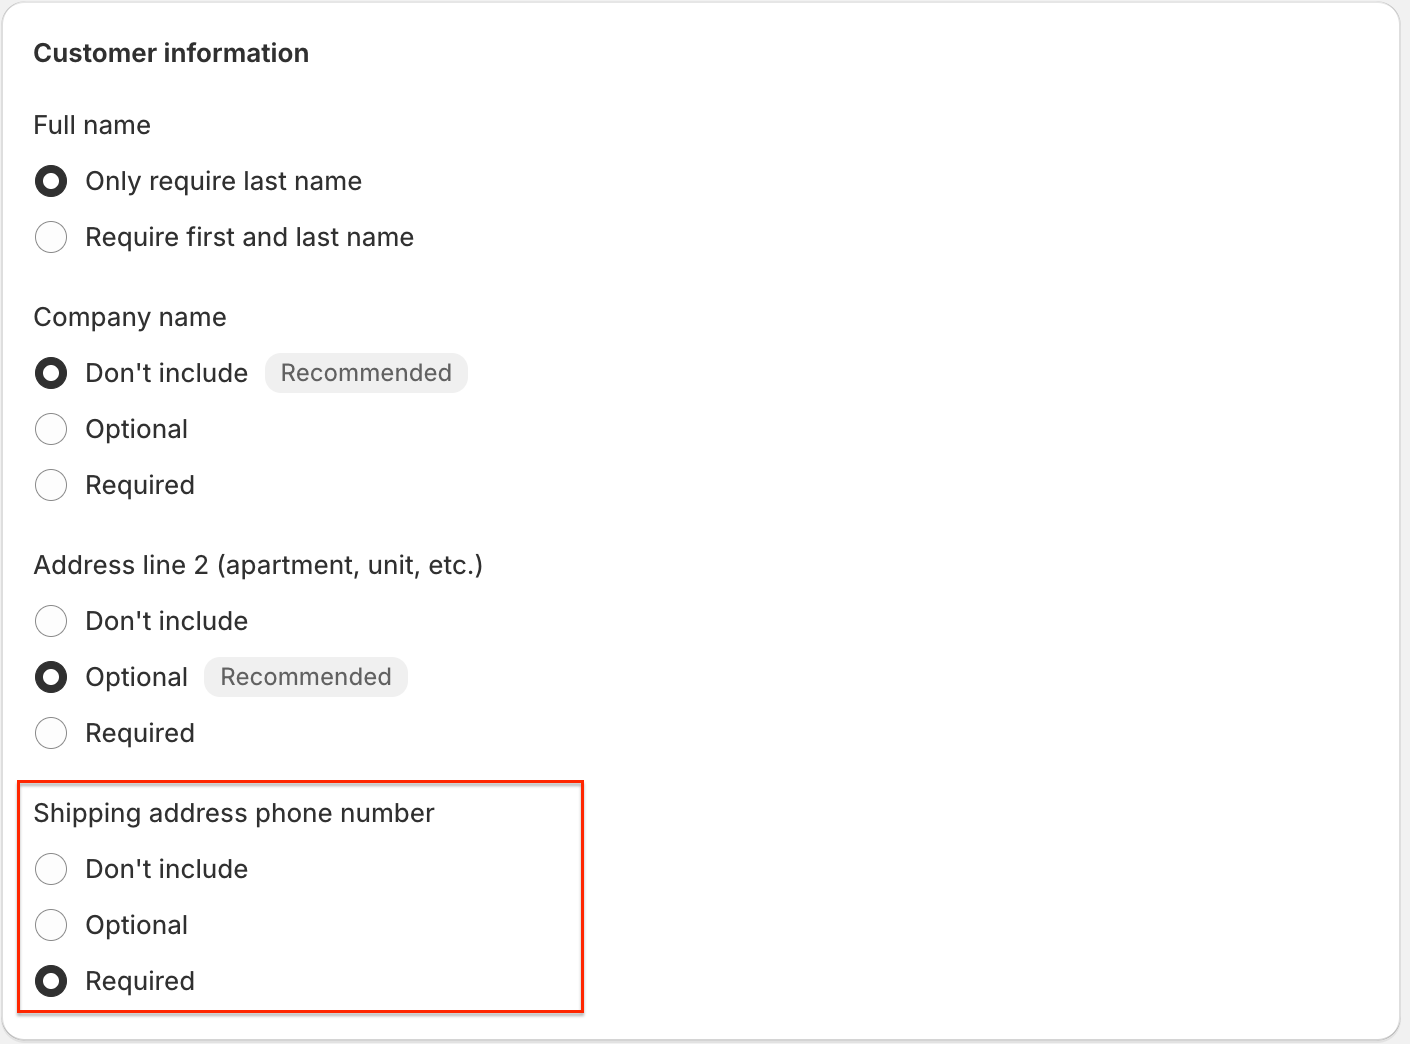 Customer information
Full name
Only require last name
Require first and last name
Company name
Don't include Recommended
Optional
Required
Address line 2 (apartment, unit, etc.)
Don't include
Optional Recommended
Required
Shipping address phone number
Don't include
Optional
Required